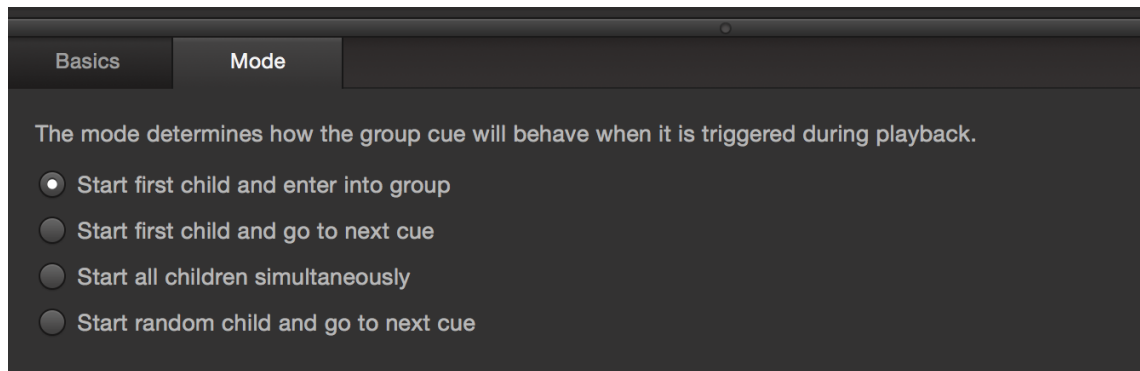 Basics Mode
The mode determines how the group cue will behave when it is triggered during playback.
Start first child and enter into group
Start first child and go to next cue
Start all children simultaneously
Start random child and go to next cue